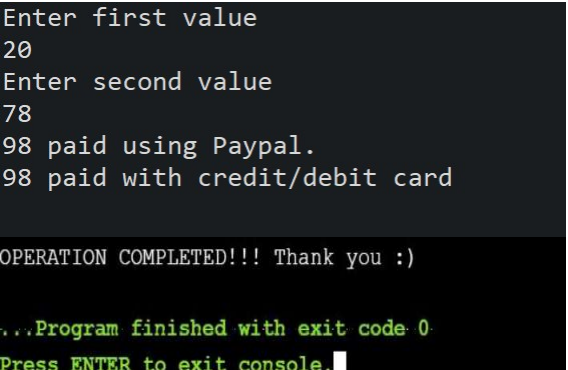 Enter first value
20
Enter second value
78
98 paid using Paypal.
98 paid with credit/debit card
OPERATION COMPLETED!!! Thank you :)
...Program finished with exit code 0
Press ENTER to exit console.